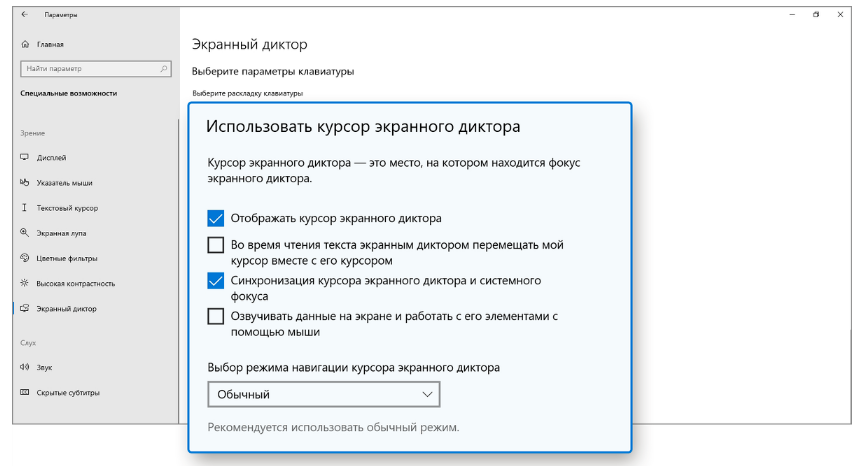 Параметры
Главная
Найти параметр
Специальные возможности
Зрение
Дисплей
Указатель мыши
Текстовый курсор
Экранная лупа
Цветные фильтры
Высокая контрастность
Экранный диктор
Слух
Звук
Скрытые субтитры
Экранный диктор
Выберите параметры клавиатуры
Выберите раскладку клавиатуры
Использовать курсор экранного диктора
Курсор экранного диктора — это место, на котором находится фокус
экранного диктора.
Отображать курсор экранного диктора
Во время чтения текста экранным диктором перемещать мой
курсор вместе с его курсором
Синхронизация курсора экранного диктора и системного
фокуса
Озвучивать данные на экране и работать с его элементами с
помощью мыши
Выбор режима навигации курсора экранного диктора
Обычный
Рекомендуется использовать обычный режим.